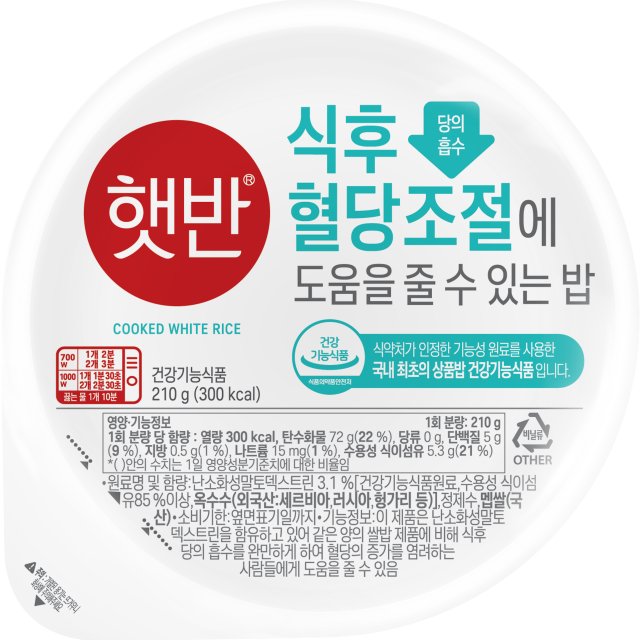 햇반®
COOKED WHITE RICE
식후
당의
흡수
혈당조절에
도움을 줄 수 있는 밥
건강
기능식품
식품의약품안전처
식약처가 인정한 기능성 원료를 사용한
국내 최초의 상품밥 건강기능식품입니다.
700W 1개 2분
2개 3분
1000W 1개 1분30초
2개 2분30초
끓는 물 1개 10분
건강기능식품
210 g (300 kcal)
영양·기능정보 1회 분량: 210 g
1회 분량 당 함량 : 열량 300 kcal, 탄수화물 72 g(22 %), 당류 0 g, 단백질 5 g
(9 %), 지방 0.5 g(1 %), 나트륨 15 mg(1 %), 수용성 식이섬유 5.3 g(21 %)
*( )안의 수치는 1일 영양성분기준치에 대한 비율임
비닐류
OTHER
·원료명 및 함량: 난소화성말토덱스트린 3.1 % [건강기능식품원료, 수용성 식이섬
유85 %이상, 옥수수(외국산:세르비아,러시아,헝가리 등)], 정제수, 멥쌀(국
산)·소비기한:옆면표기일까지·기능정보:이 제품은 난소화성말토
덱스트린을 함유하고 있어 같은 양의 쌀밥 제품에 비해 식후
당의 흡수를 완만하게 하여 혈당의 증가를 염려하는
사람들에게 도움을 줄 수 있음